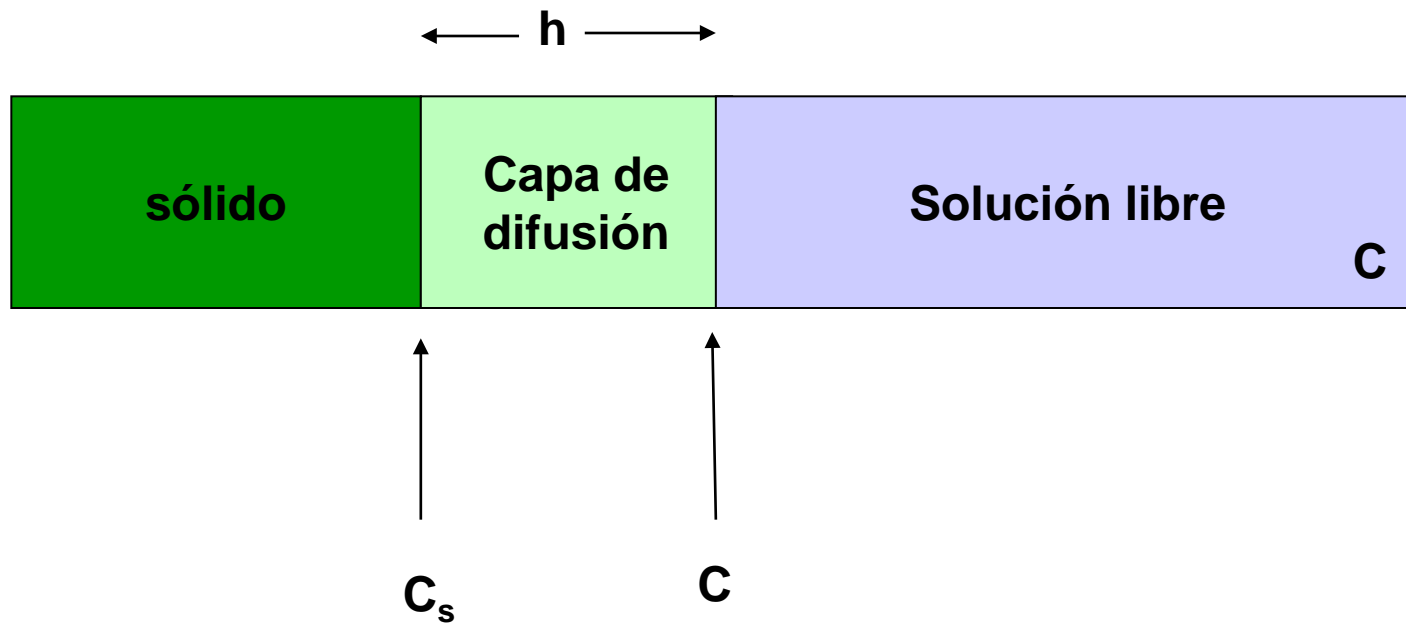 h
sólido
Capa de
difusión
Solución libre
C
Cₛ
C